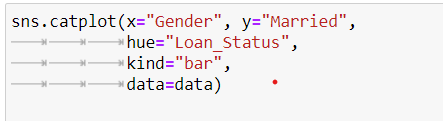 sns.catplot(x="Gender", y="Married",
hue="Loan_Status",
kind="bar",
data=data)